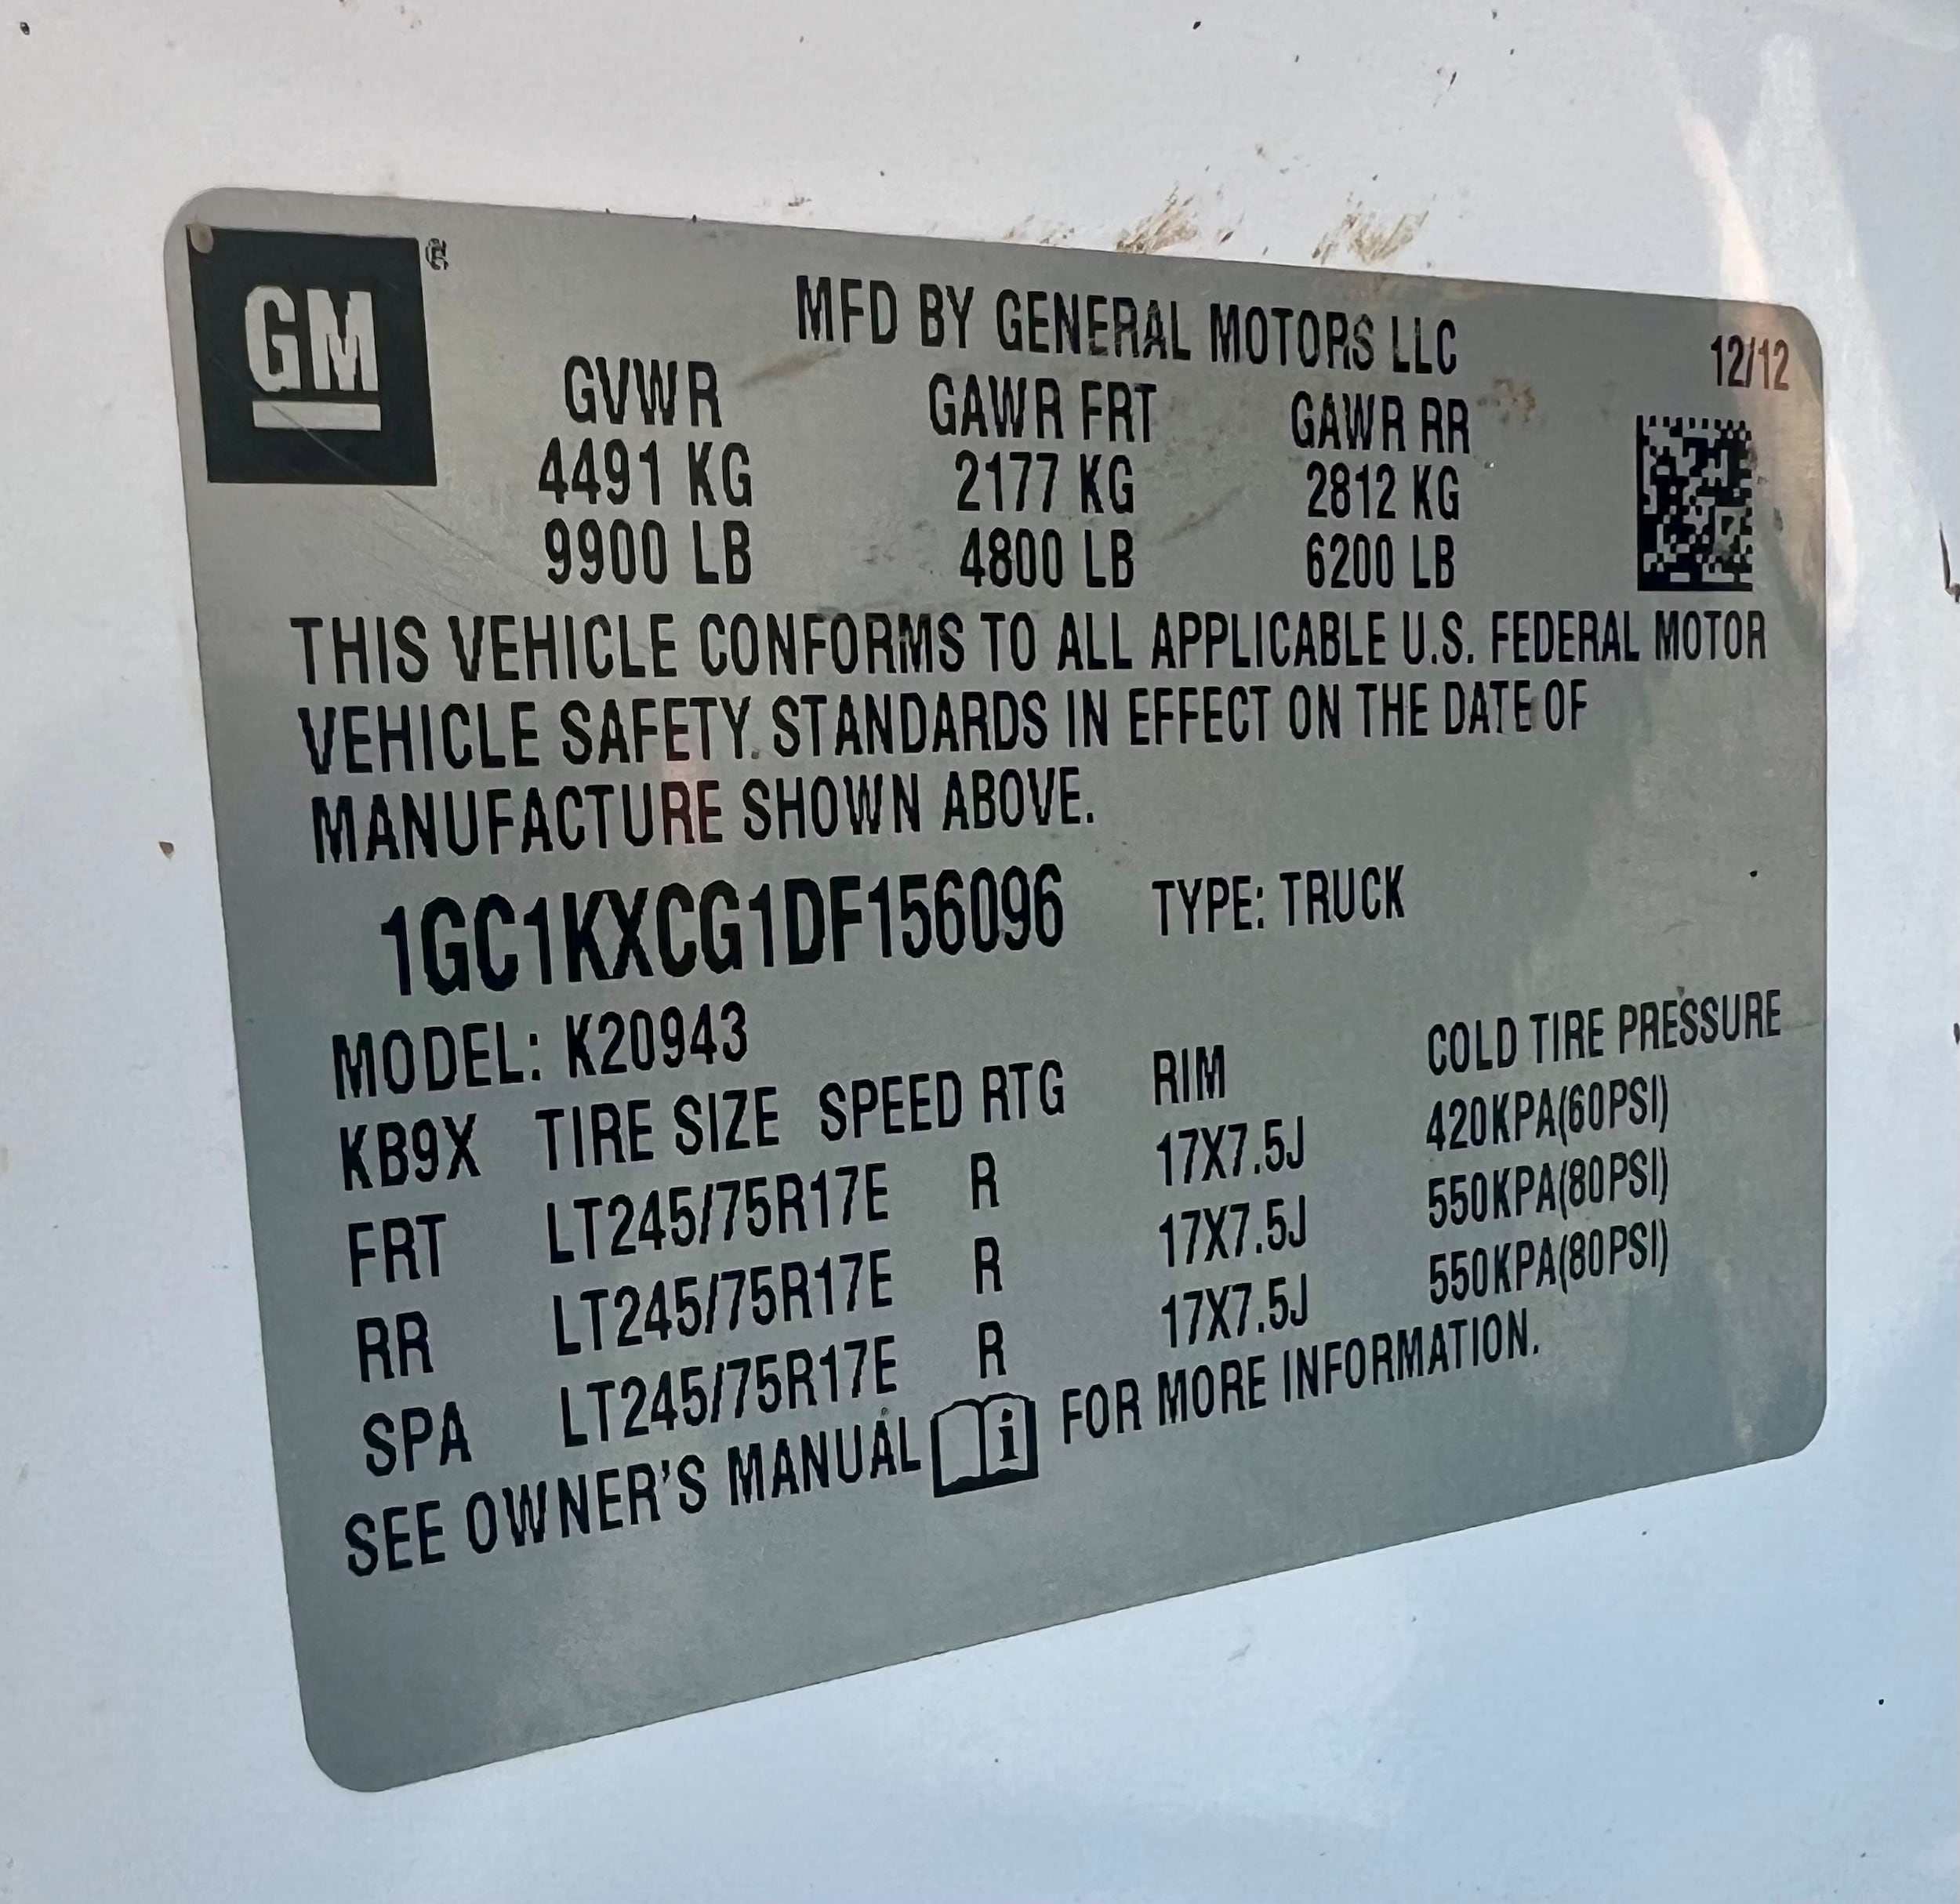 GM ®
MFD BY GENERAL MOTORS LLC
12/12
GVWR GAWR FRT GAWR RR
4491 KG 2177 KG 2812 KG
9900 LB 4800 LB 6200 LB
THIS VEHICLE CONFORMS TO ALL APPLICABLE U.S. FEDERAL MOTOR
VEHICLE SAFETY STANDARDS IN EFFECT ON THE DATE OF
MANUFACTURE SHOWN ABOVE.
1GC1KXCG1DF156096 TYPE: TRUCK
MODEL: K20943
KB9X TIRE SIZE SPEED RTG RIM COLD TIRE PRESSURE
FRT LT245/75R17E R 17X7.5J 420KPA(60PSI)
RR LT245/75R17E R 17X7.5J 550KPA(80PSI)
SPA LT245/75R17E R 17X7.5J 550KPA(80PSI)
SEE OWNER'S MANUAL i FOR MORE INFORMATION.